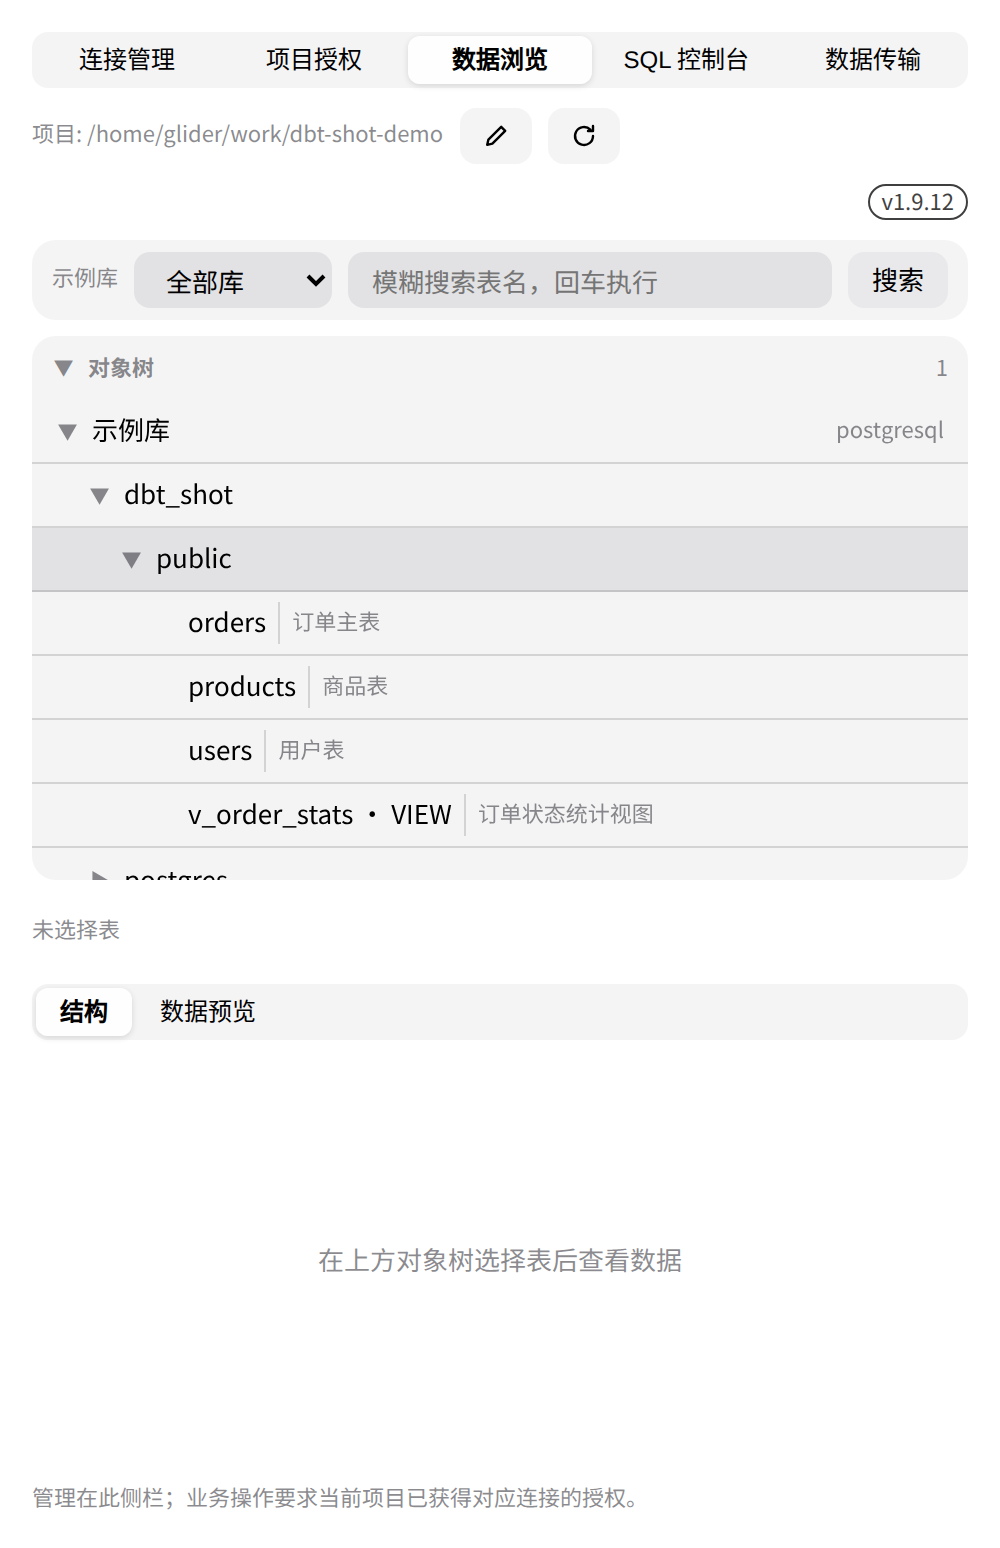 连接管理 项目授权 数据浏览 SQL 控制台 数据传输
项目: /home/glider/work/dbt-shot-demo
v1.9.12
示例库 全部库 模糊搜索表名，回车执行 搜索
对象树 1
示例库 postgresql
dbt_shot
public
orders 订单主表
products 商品表
users 用户表
v_order_stats • VIEW 订单状态统计视图
postgres
未选择表
结构 数据预览
在上方对象树选择表后查看数据
管理在此侧栏；业务操作要求当前项目已获得对应连接的授权。